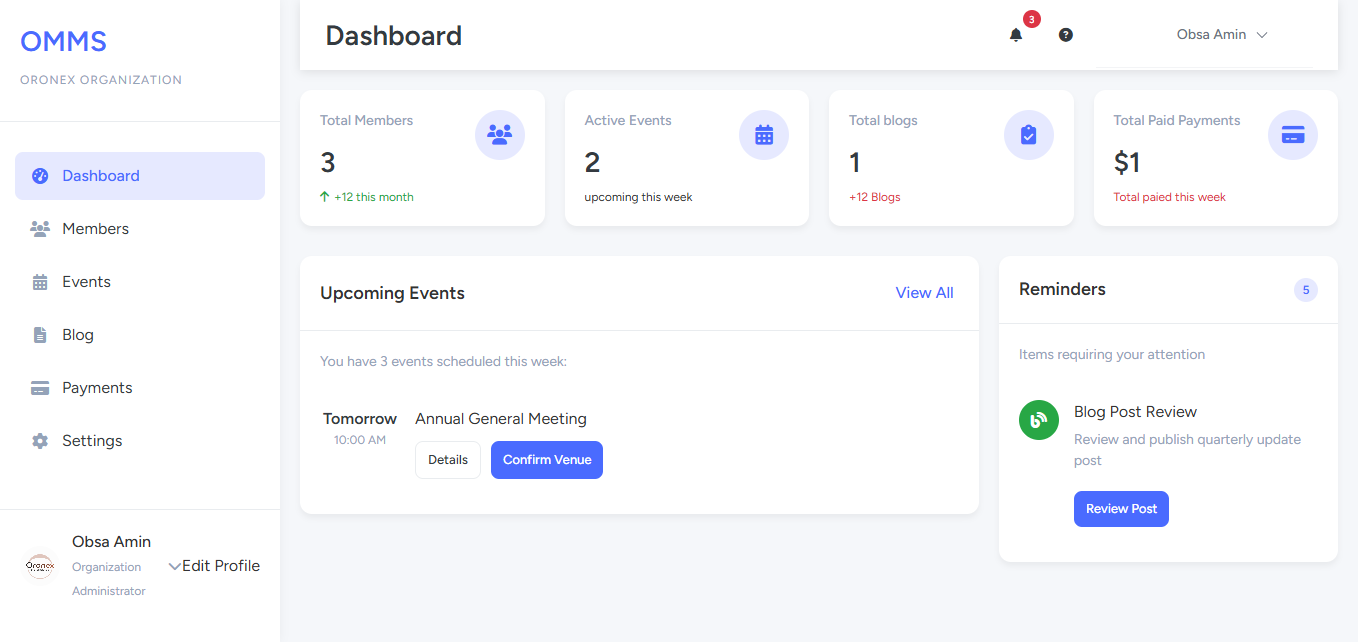 OMMS
ORONEX ORGANIZATION
Dashboard
Members
Events
Blog
Payments
Settings
Obsa Amin
Organization
Administrator
Edit Profile
Dashboard
3
?
Obsa Amin
Total Members
3
+12 this month
Active Events
2
upcoming this week
Total blogs
1
+12 Blogs
Total Paid Payments
$1
Total paied this week
Upcoming Events
View All
You have 3 events scheduled this week:
Tomorrow
10:00 AM
Annual General Meeting
Details
Confirm Venue
Reminders
5
Items requiring your attention
Blog Post Review
Review and publish quarterly update
post
Review Post